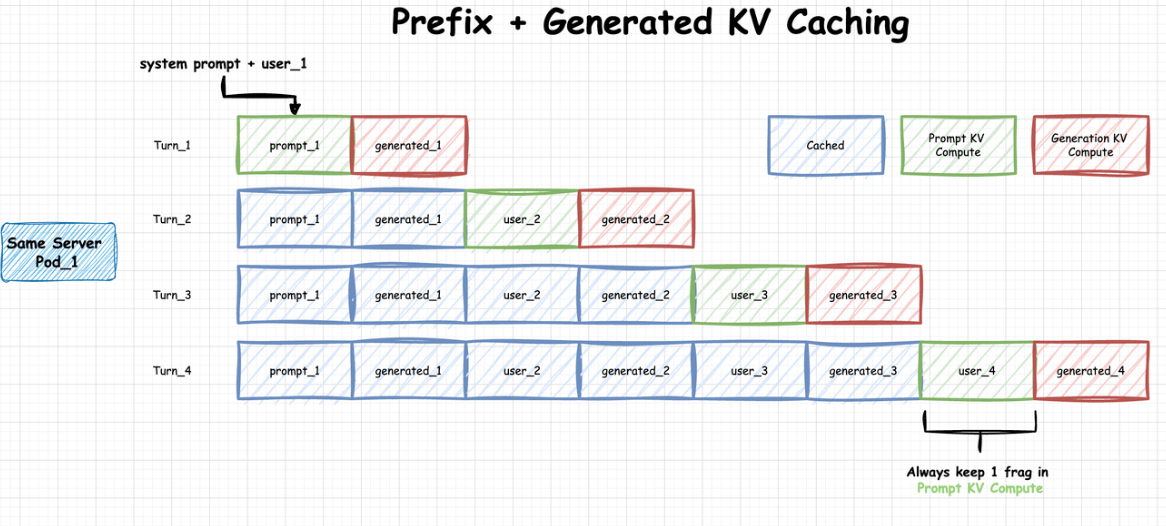 Prefix + Generated KV Caching
system prompt + user_1
Turn_1
prompt_1
generated_1
Cached
Prompt KV
Compute
Generation KV
Compute
Turn_2
prompt_1
generated_1
user_2
generated_2
Same Server
Pod_1
Turn_3
prompt_1
generated_1
user_2
generated_2
user_3
generated_3
Turn_4
prompt_1
generated_1
user_2
generated_2
user_3
generated_3
user_4
generated_4
Always keep 1 frag in
Prompt KV Compute